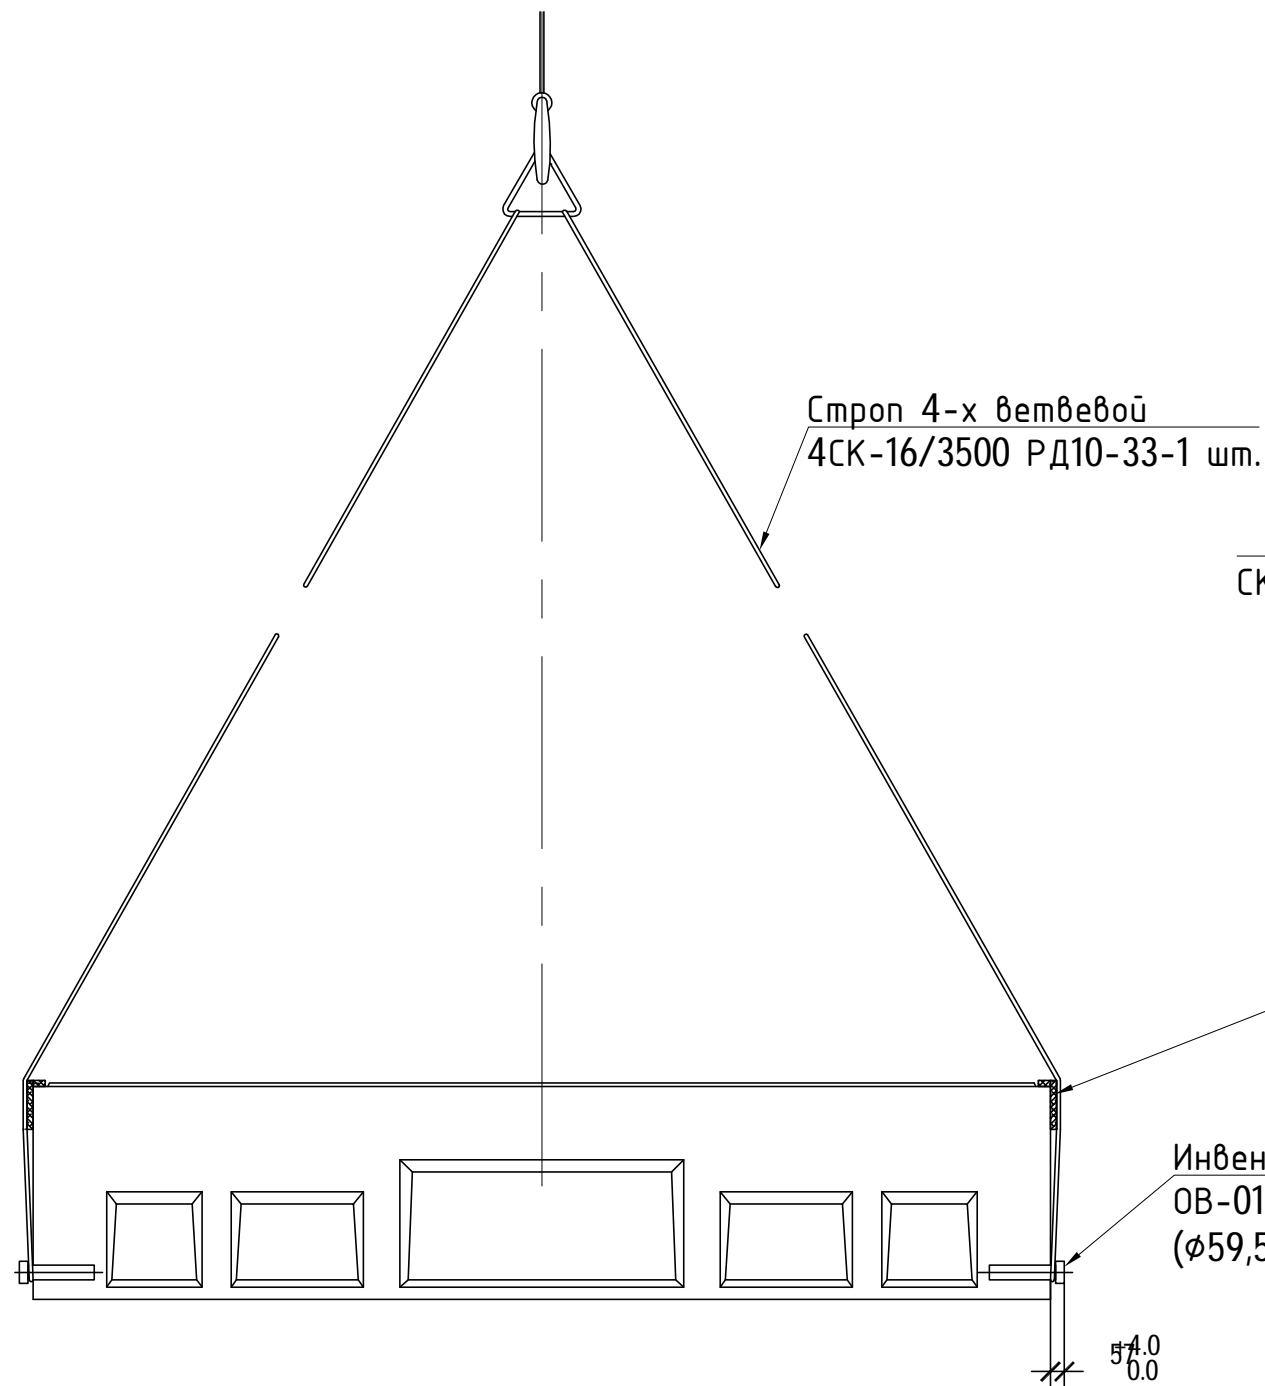 Строп 4-х ветвевой
4СК-16/3500 РД10-33-1 шт.
СК
Инвен
ОВ-01
(φ59,5
57 +4.0
0.0